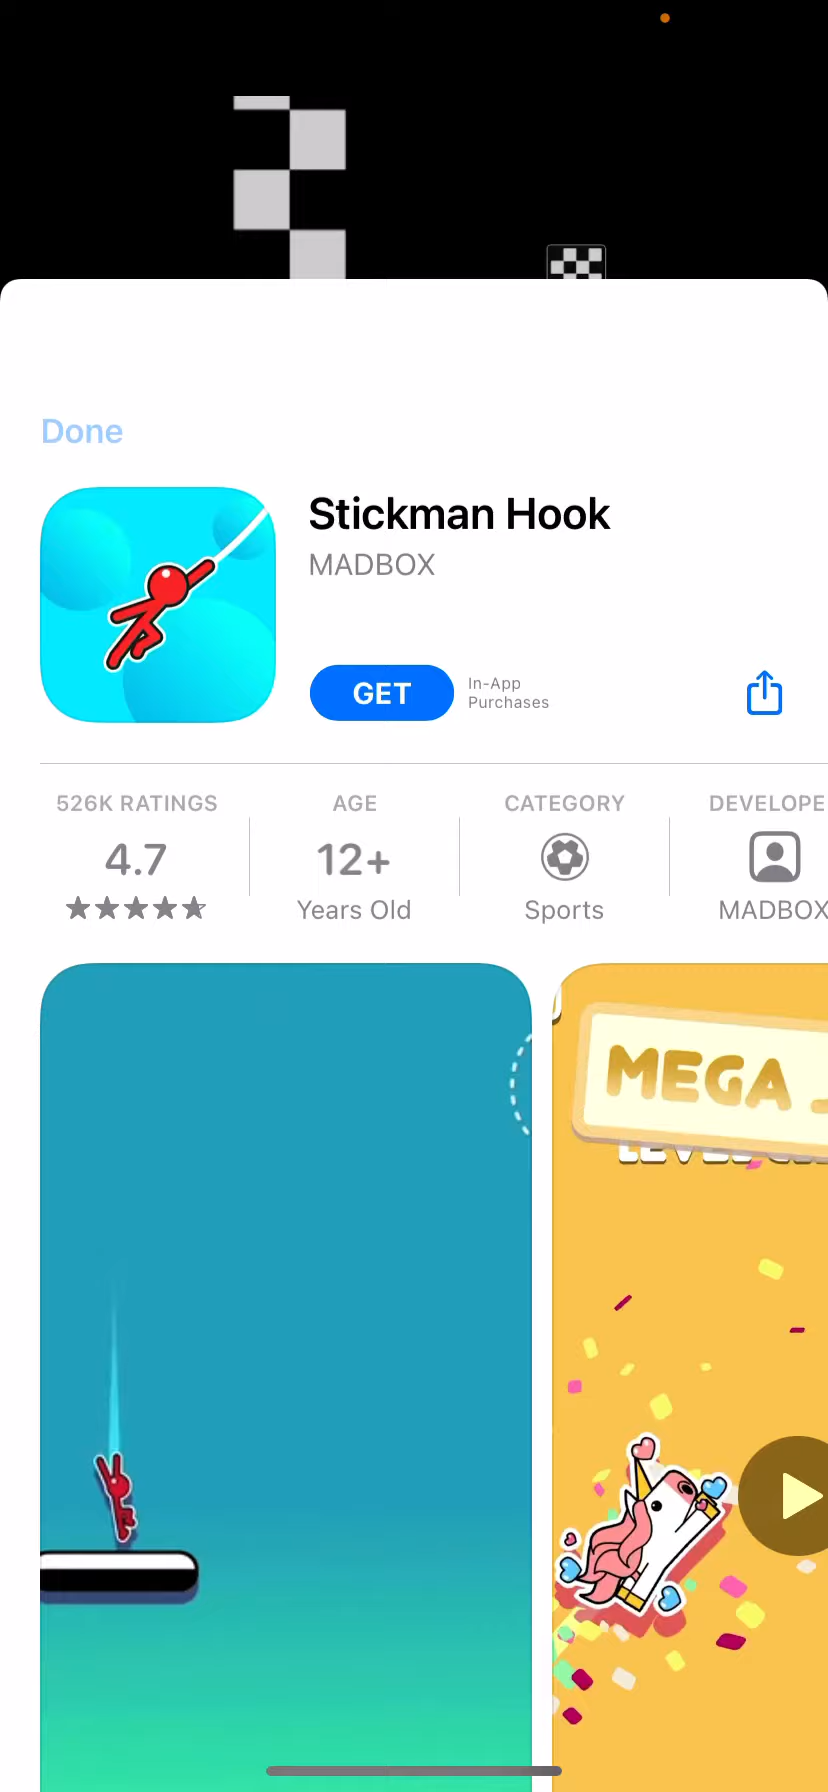 Done
Stickman Hook
MADBOX
GET
In-App
Purchases
526K RATINGS
4.7
AGE
12+
Years Old
CATEGORY
Sports
DEVELOPE
MADBOX
MEGA